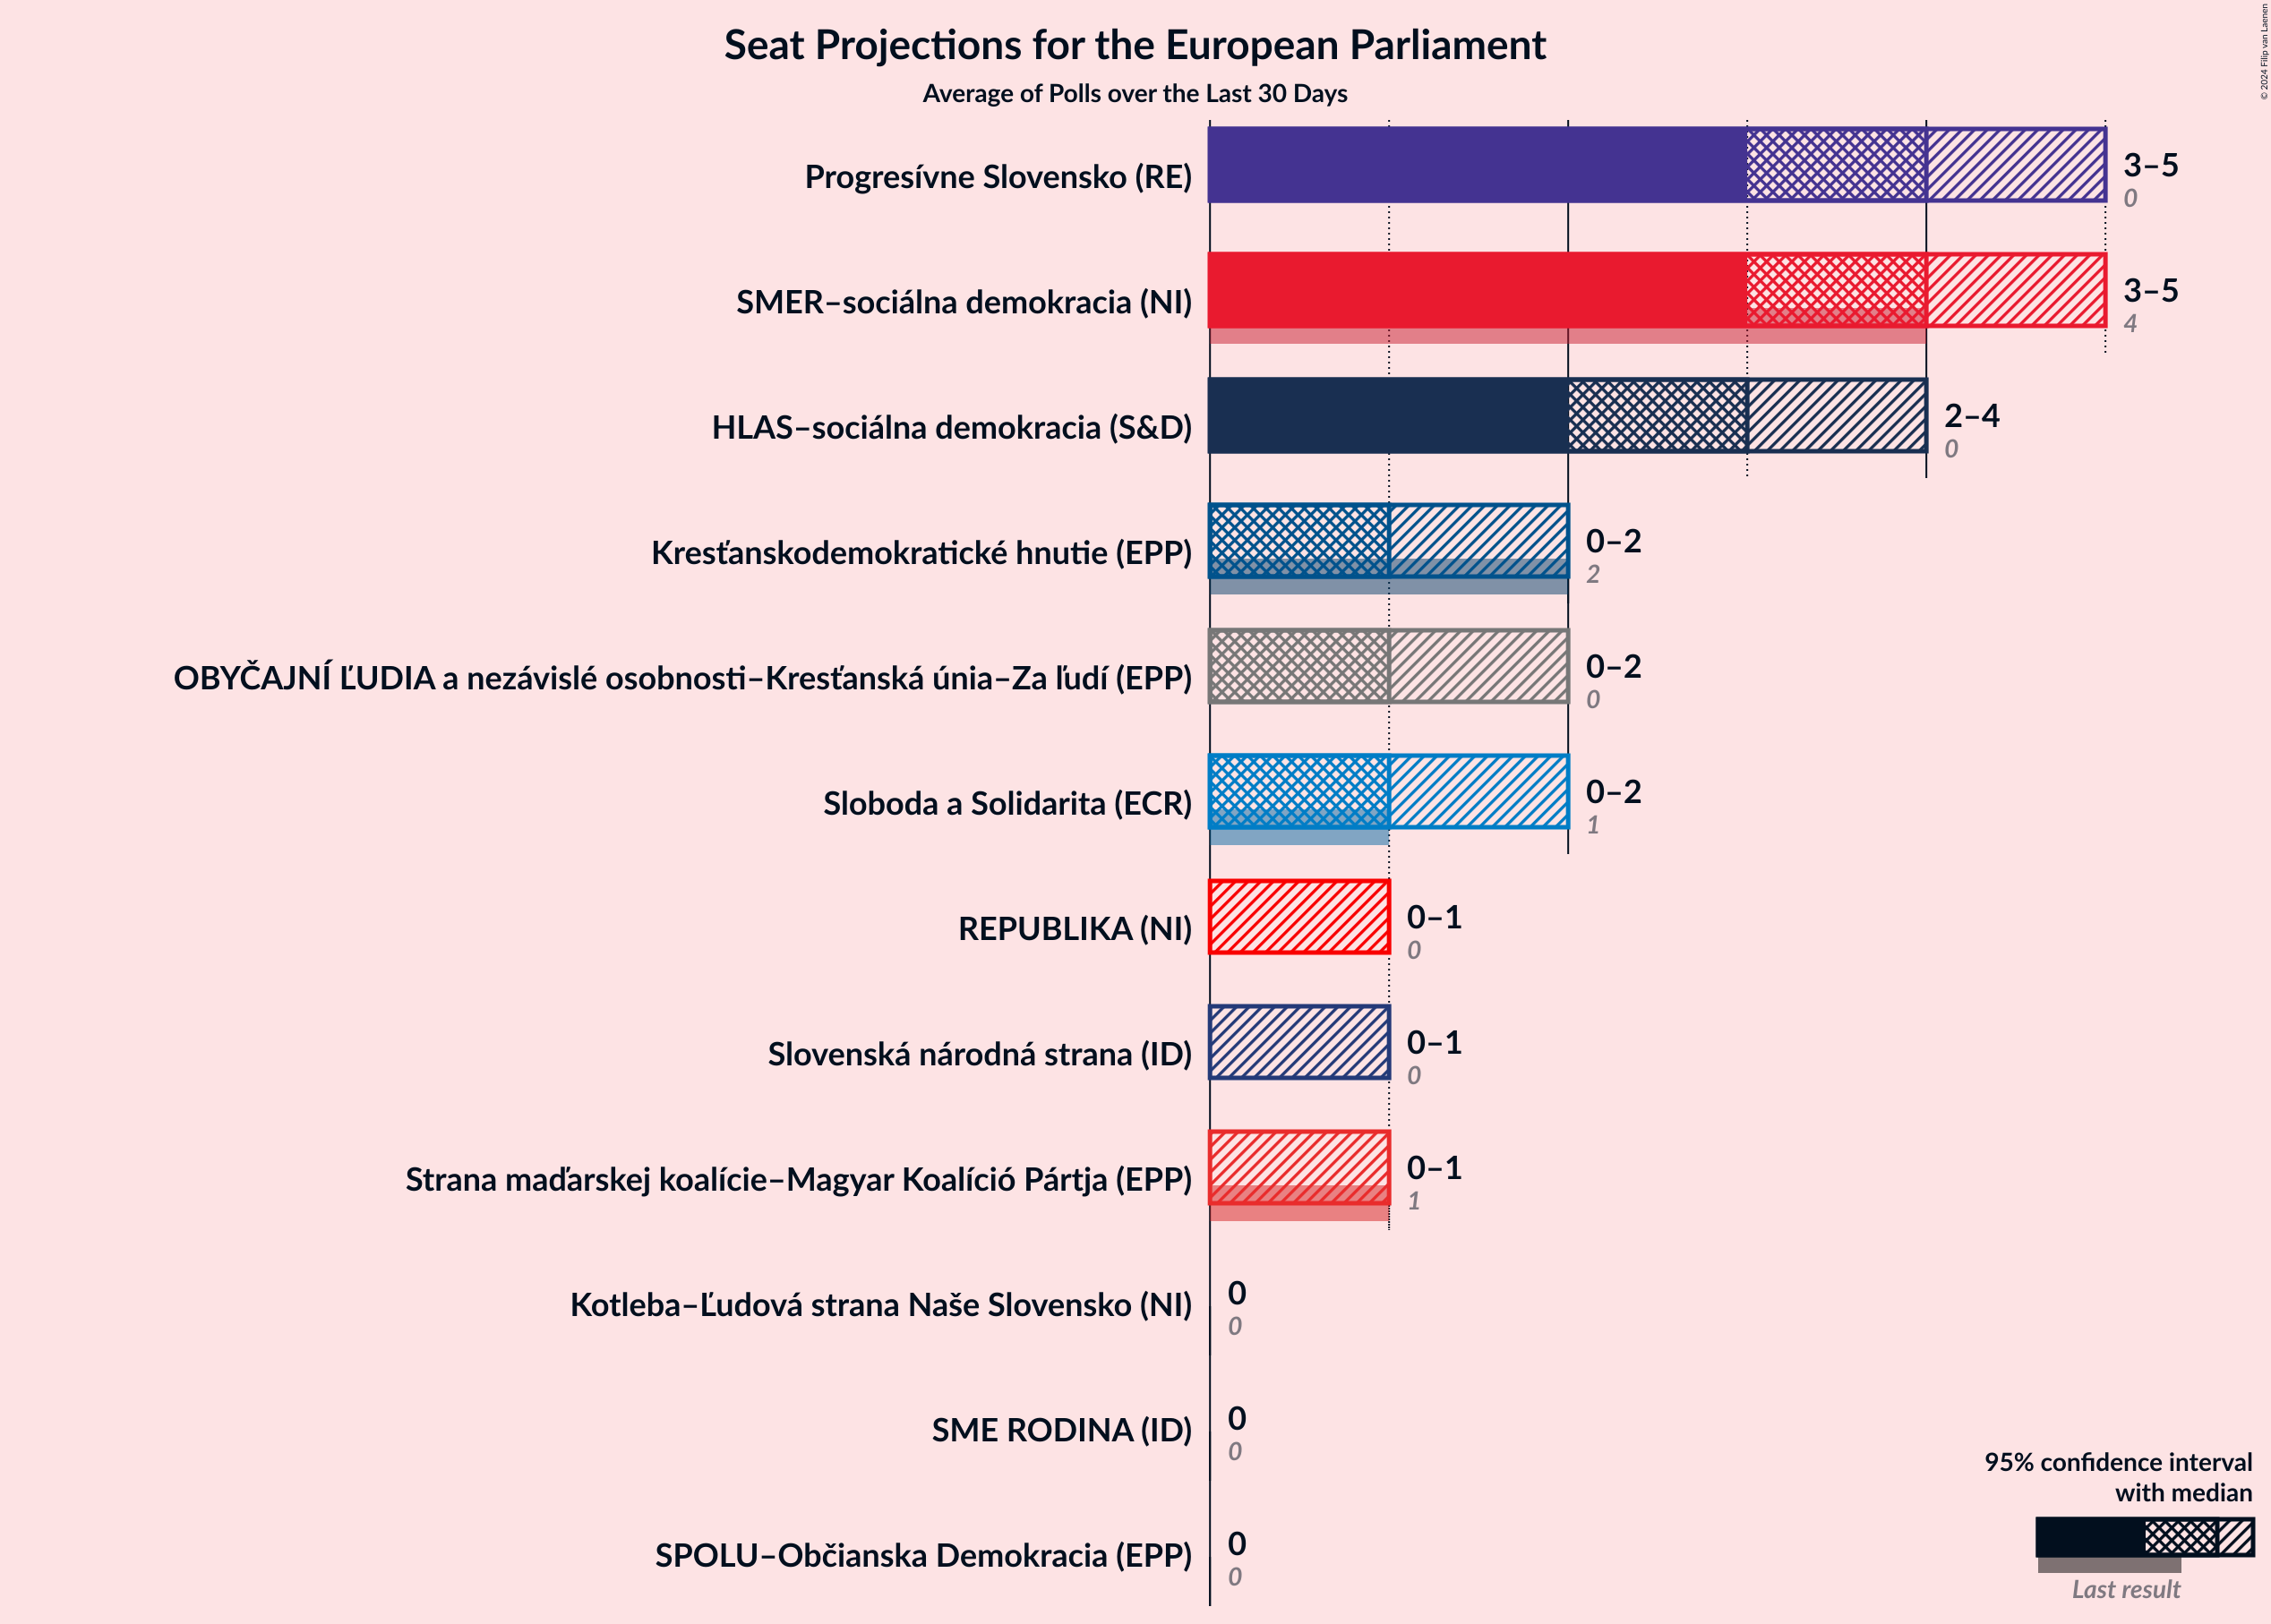 Seat Projections for the European Parliament
Average of Polls over the Last 30 Days
© 2024 Filip van Laenen
Progresívne Slovensko (RE)
3–5
0
SMER–sociálna demokracia (NI)
3–5
4
HLAS–sociálna demokracia (S&D)
2–4
0
Kresťanskodemokratické hnutie (EPP)
0–2
2
OBYČAJNÍ ĽUDIA a nezávislé osobnosti–Kresťanská únia–Za ľudí (EPP)
0–2
0
Sloboda a Solidarita (ECR)
0–2
1
REPUBLIKA (NI)
0–1
0
Slovenská národná strana (ID)
0–1
0
Strana maďarskej koalície–Magyar Koalíció Pártja (EPP)
0–1
1
Kotleba–Ľudová strana Naše Slovensko (NI)
0
0
SME RODINA (ID)
0
0
SPOLU–Občianska Demokracia (EPP)
0
0
95% confidence interval
with median
Last result